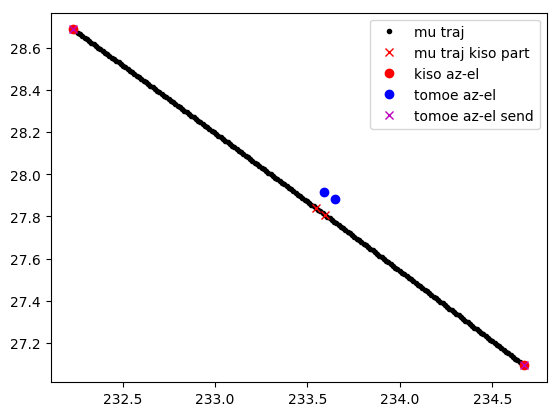 mu traj
mu traj kiso part
kiso az-el
tomoe az-el
tomoe az-el send
28.6
28.4
28.2
28.0
27.8
27.6
27.4
27.2
232.5 233.0 233.5 234.0 234.5